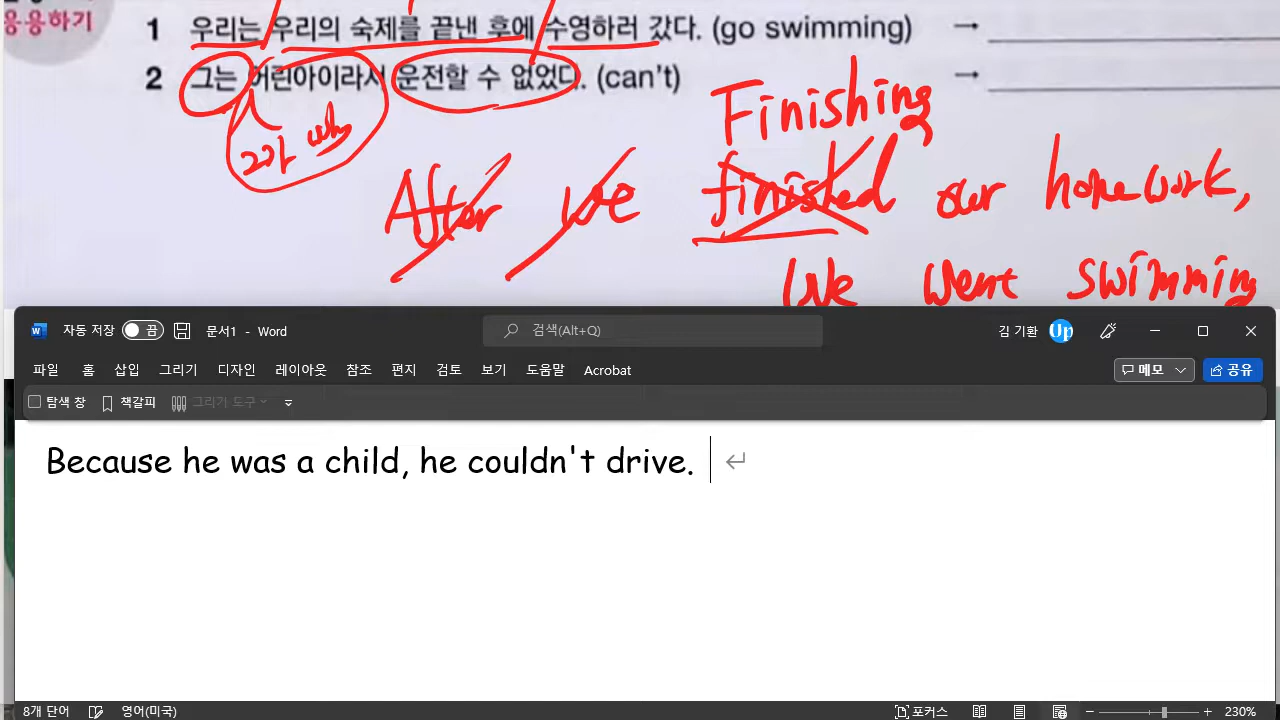 응용하기
1 우리는 우리의 숙제를 끝낸 후에 수영하러 갔다. (go swimming) →
2 그는 어린아이라서 운전할 수 없었다. (can't) →
그가 why
Finishing
After we finished our homework,
we went swimming
자동 저장 끔 문서1 - Word 검색(Alt+Q) 김 기환 Up
파일 홈 삽입 그리기 디자인 레이아웃 참조 편지 검토 보기 도움말 Acrobat 메모 공유
탐색 창 책갈피 그리기 도구
Because he was a child, he couldn't drive.
8개 단어 영어(미국) 포커스 230%